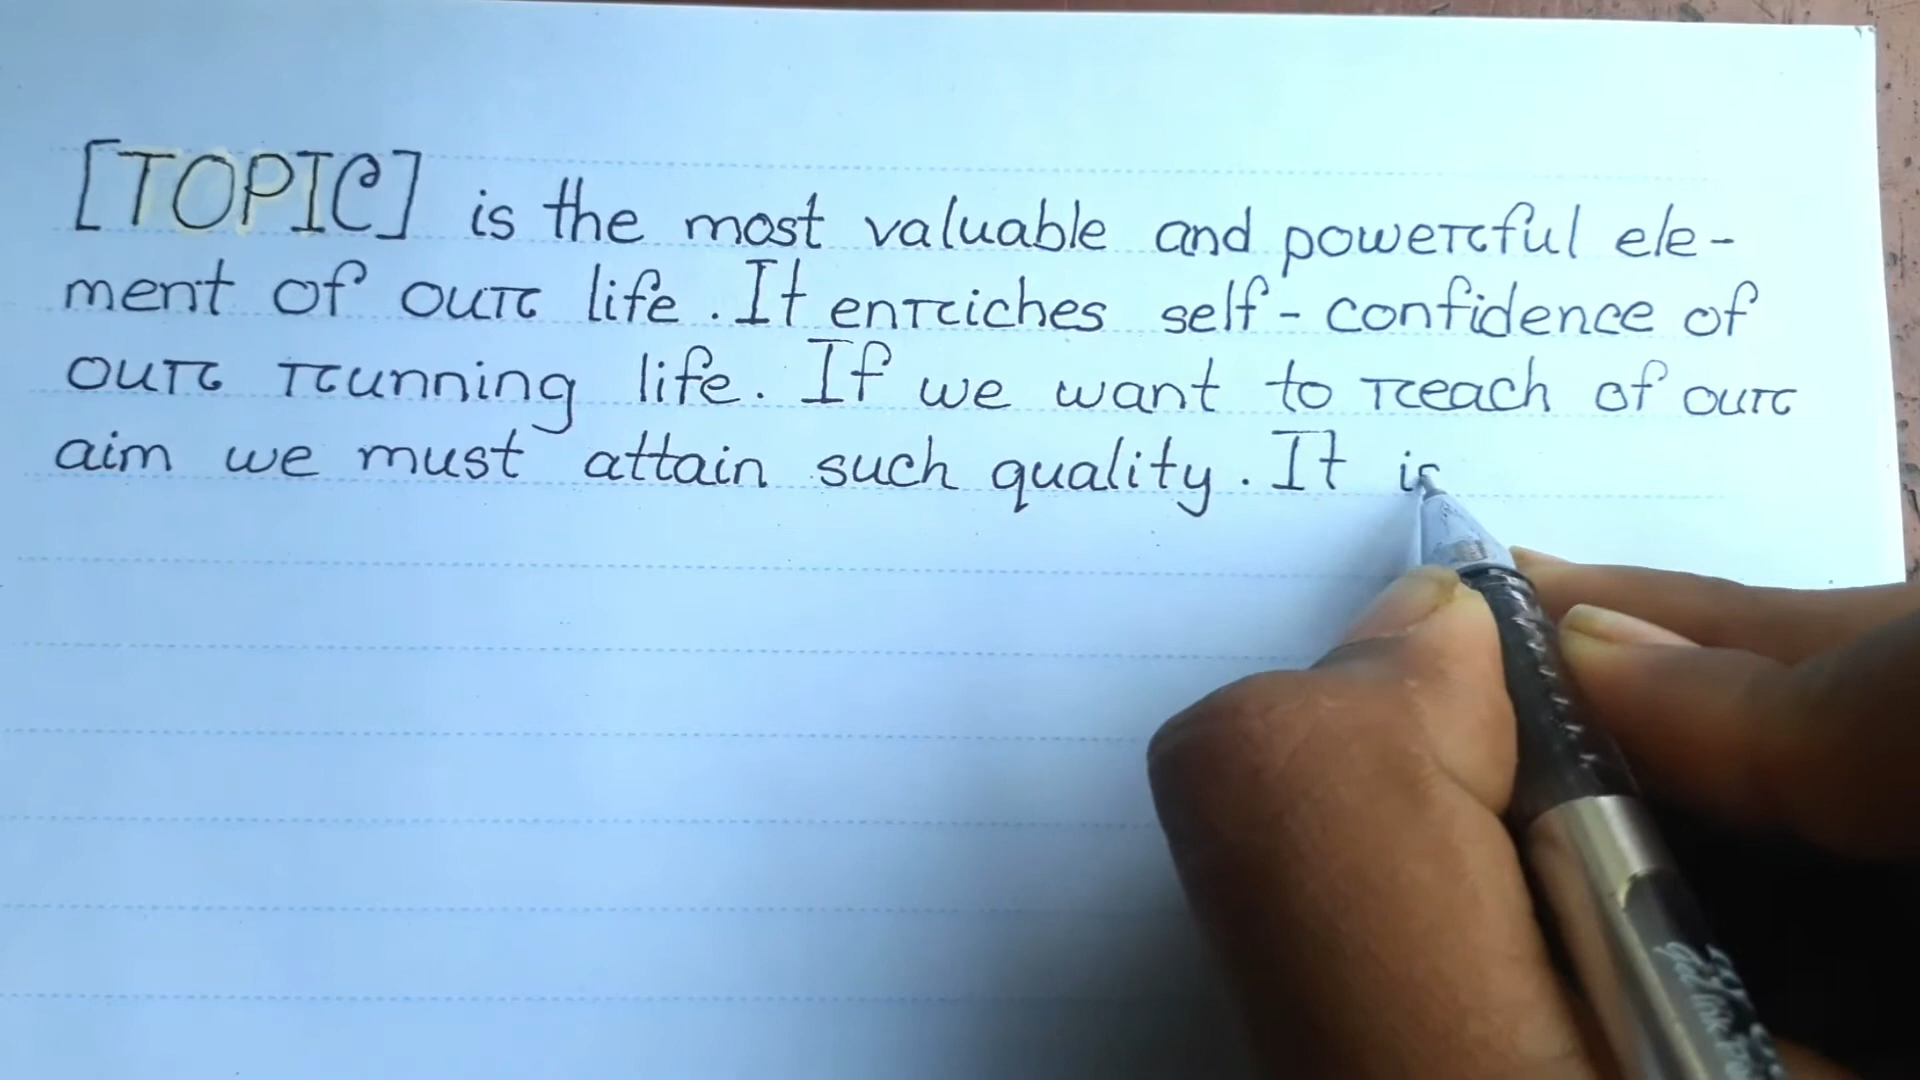 [TOPIC] is the most valuable and powerful ele-
ment of our life. It enriches self-confidence of
our running life. If we want to reach of our
aim we must attain such quality. It is